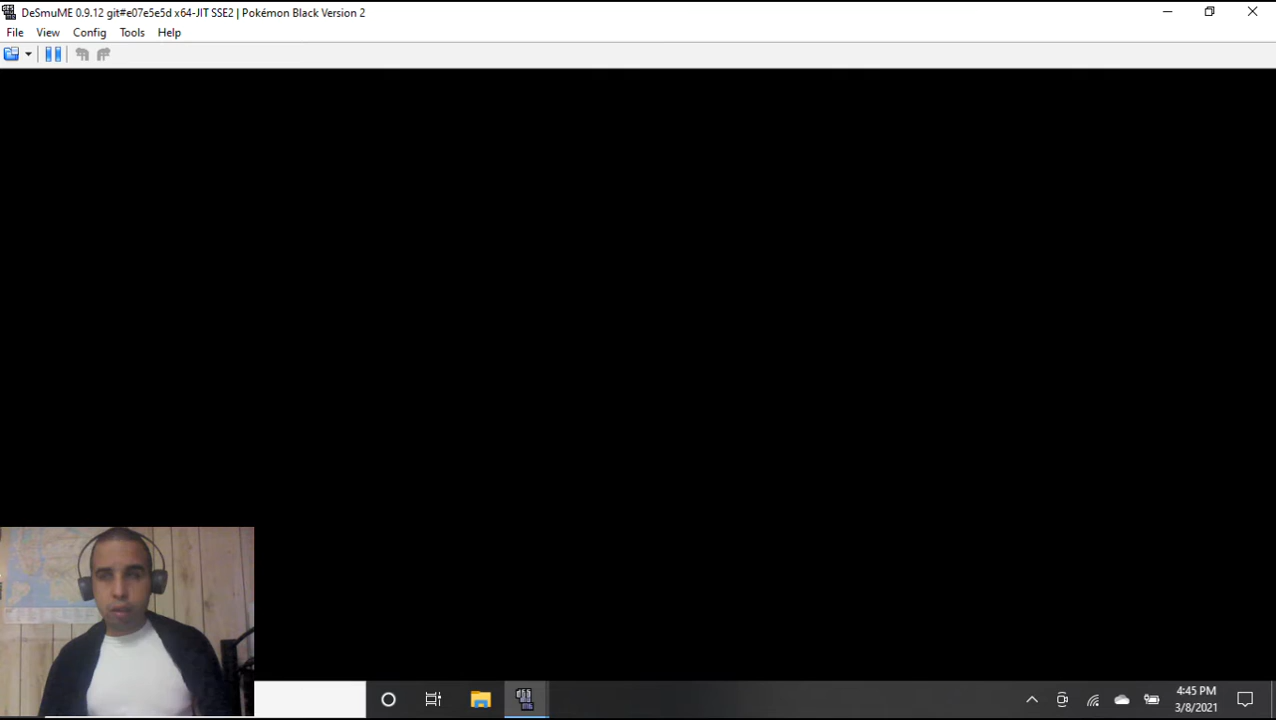 DeSmuME 0.9.12 git#e07e5e5d x64-JIT SSE2 | Pokémon Black Version 2
File View Config Tools Help
4:45 PM
3/8/2021